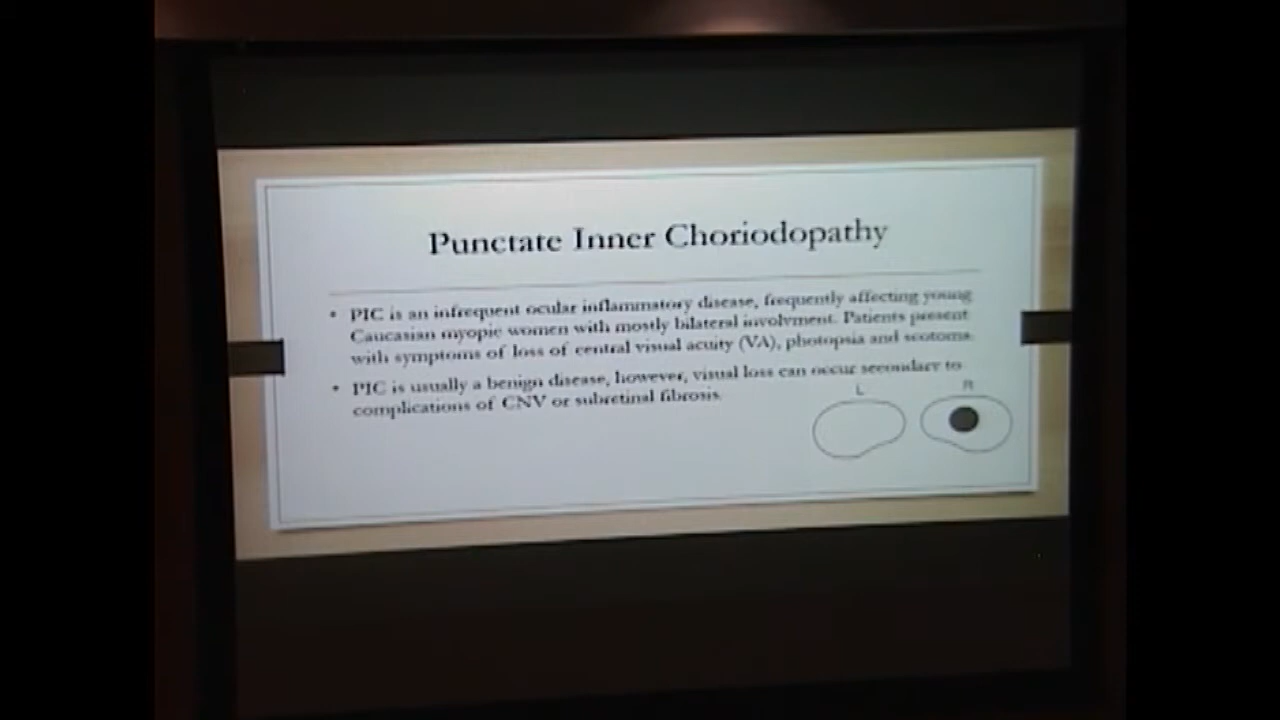 Punctate Inner Choriodopathy
• PIC is an infrequent ocular inflammatory disease, frequently affecting young
Caucasian myopic women with mostly bilateral involvment. Patients present
with symptoms of loss of central visual acuity (VA), photopsia and scotoma.
• PIC is usually a benign disease, however, visual loss can occur secondary to
complications of CNV or subretinal fibrosis.
L R